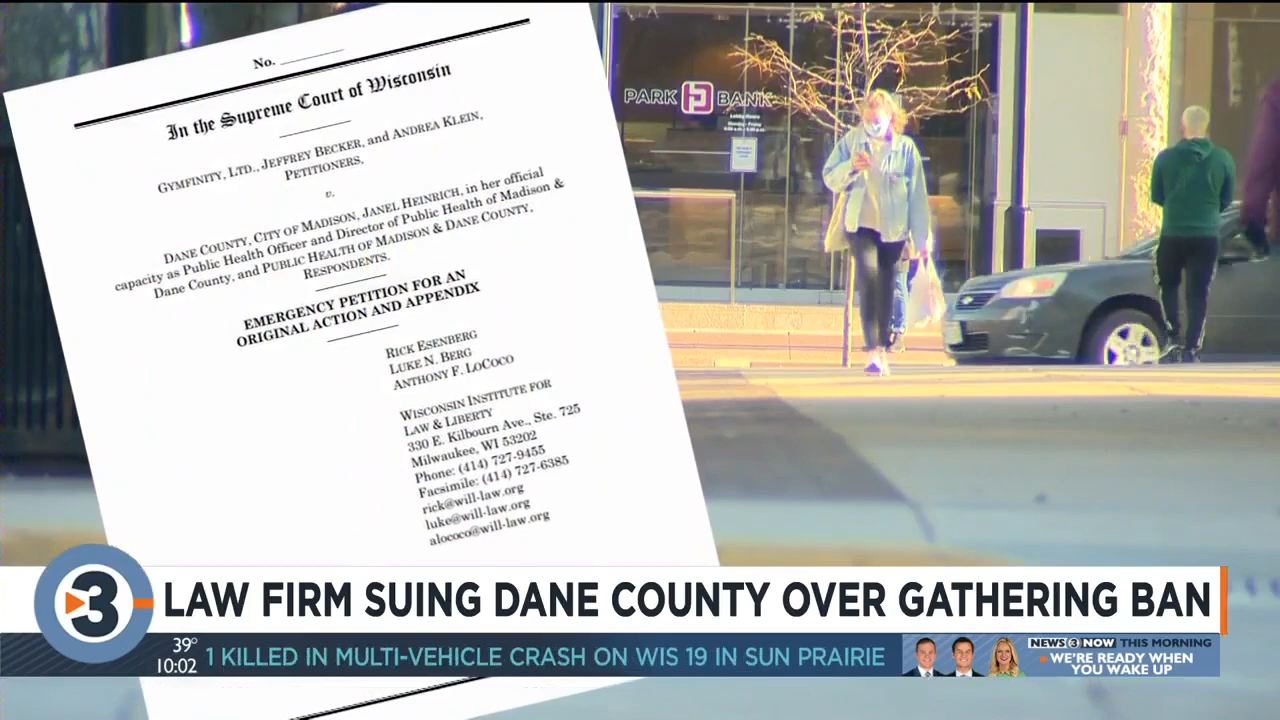 No.
In the Supreme Court of Wisconsin
GYMFINITY, LTD., JEFFREY BECKER, and ANDREA KLEIN,
PETITIONERS,
v.
DANE COUNTY, CITY OF MADISON, JANEL HEINRICH, in her official
capacity as Public Health Officer and Director of Public Health of Madison &
Dane County, and PUBLIC HEALTH OF MADISON & DANE COUNTY,
RESPONDENTS.
EMERGENCY PETITION FOR AN
ORIGINAL ACTION AND APPENDIX
RICK ESENBERG
LUKE N. BERG
ANTHONY F. LOCOCO
WISCONSIN INSTITUTE FOR
LAW & LIBERTY
330 E. Kilbourn Ave., Ste. 725
Milwaukee, WI 53202
Phone: (414) 727-9455
Facsimile: (414) 727-6385
rick@will-law.org
luke@will-law.org
alococo@will-law.org
PARK BANK
Lobby Hours
3 LAW FIRM SUING DANE COUNTY OVER GATHERING BAN
39°
10:02
1 KILLED IN MULTI-VEHICLE CRASH ON WIS 19 IN SUN PRAIRIE
NEWS 3 NOW THIS MORNING
WE'RE READY WHEN
YOU WAKE UP